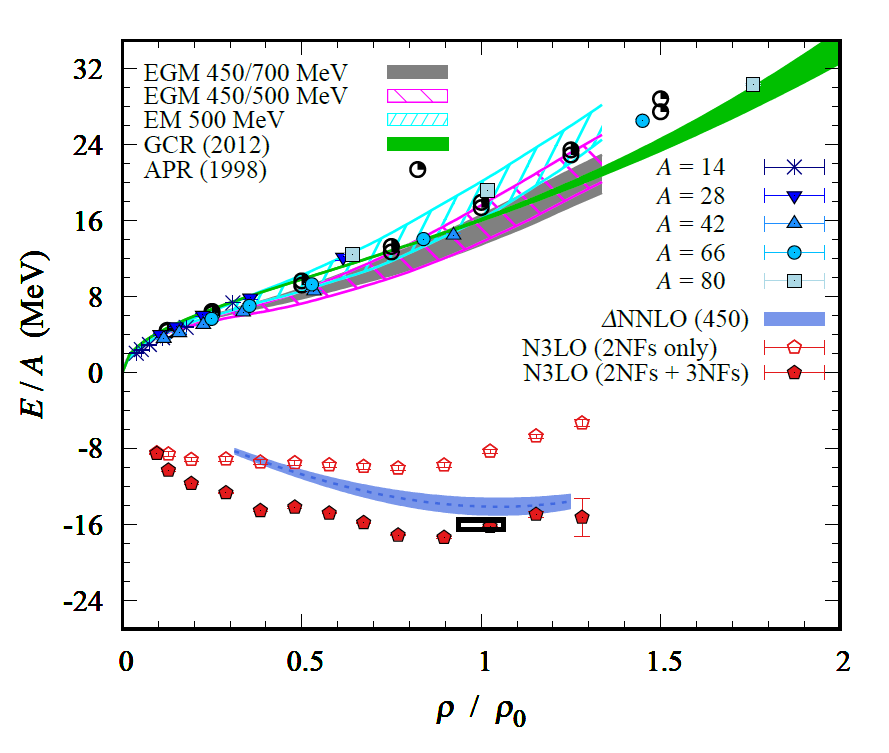 EGM 450/700 MeV
EGM 450/500 MeV
EM 500 MeV
GCR (2012)
APR (1998)
A = 14
A = 28
A = 42
A = 66
A = 80
ΔNNLO (450)
N3LO (2NFs only)
N3LO (2NFs + 3NFs)
E / A (MeV)
32
24
16
8
0
-8
-16
-24
0 0.5 1 1.5 2
ρ / ρ0